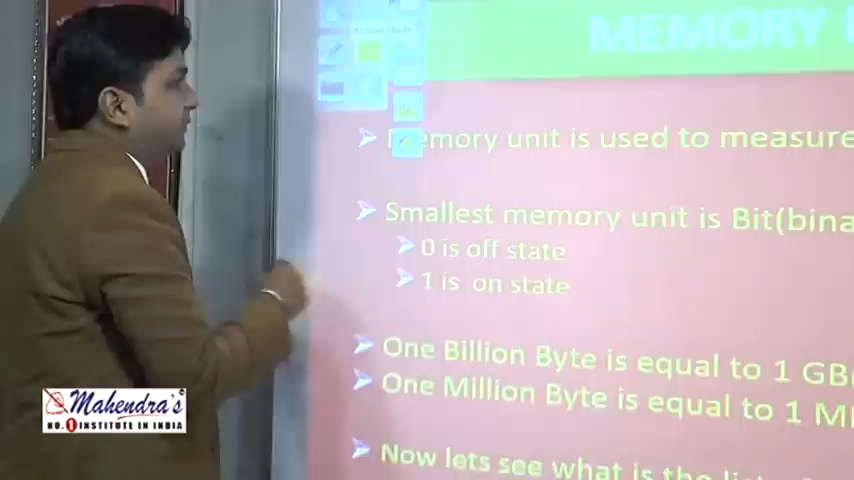 MEMORY
Memory unit is used to measure
Smallest memory unit is Bit(bina
0 is off state
1 is on state
One Billion Byte is equal to 1 GB
One Million Byte is equal to 1 M
Now lets see what is the
Mahendra's
NO. 1 INSTITUTE IN INDIA